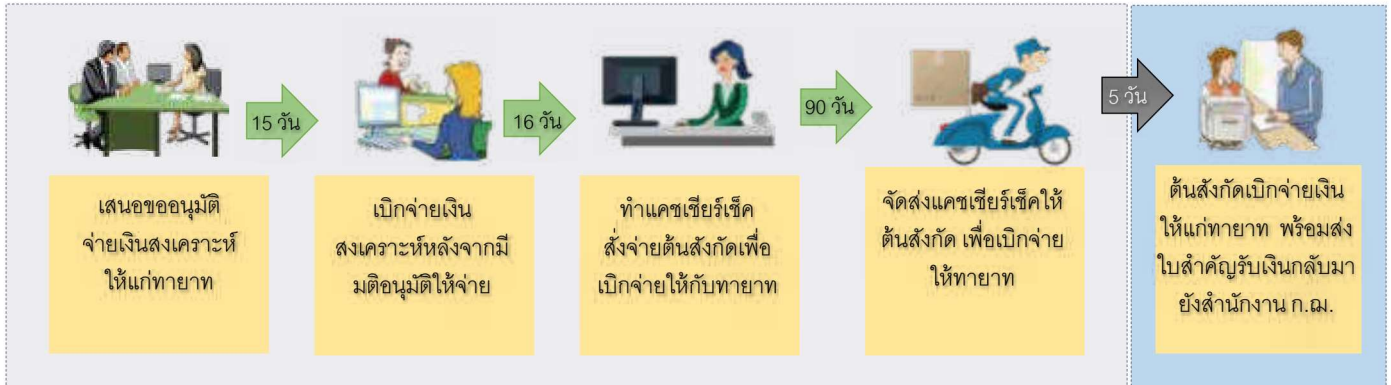 15 วัน
16 วัน
90 วัน
5 วัน
เสนอขออนุมัติ
จ่ายเงินสงเคราะห์
ให้แก่ทายาท
เบิกจ่ายเงิน
สงเคราะห์หลังจากมี
มติอนุมัติให้จ่าย
ทำแคชเชียร์เช็ค
สั่งจ่ายต้นสังกัดเพื่อ
เบิกจ่ายให้กับทายาท
จัดส่งแคชเชียร์เช็คให้
ต้นสังกัด เพื่อเบิกจ่าย
ให้ทายาท
ต้นสังกัดเบิกจ่ายเงิน
ให้แก่ทายาท พร้อมส่ง
ใบสำคัญรับเงินกลับมา
ยังสำนักงาน ก.ฌ.